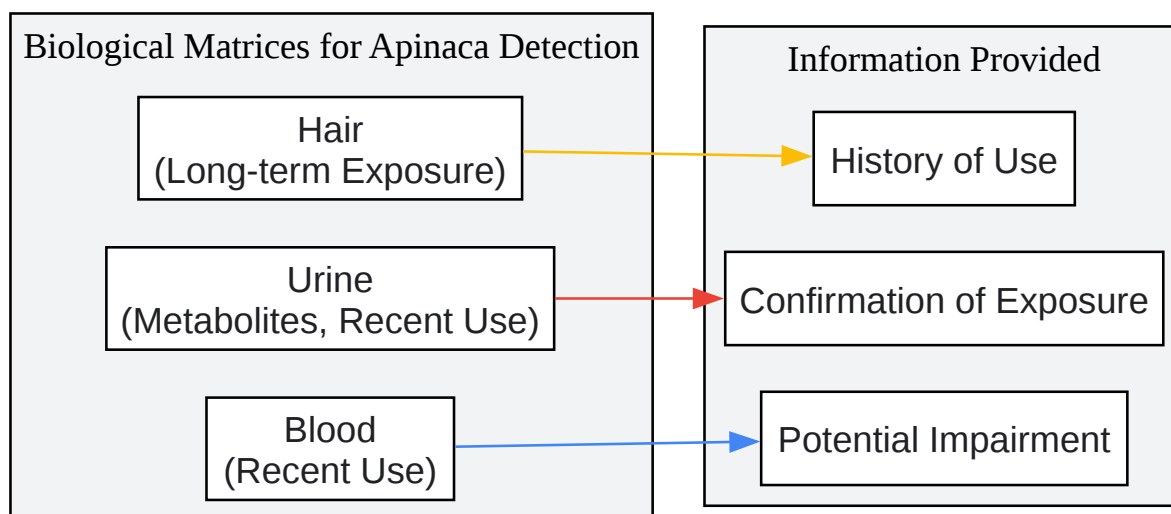 Biological Matrices for Apinaca Detection
Hair
(Long-term Exposure)
Urine
(Metabolites, Recent Use)
Blood
(Recent Use)
Information Provided
History of Use
Confirmation of Exposure
Potential Impairment